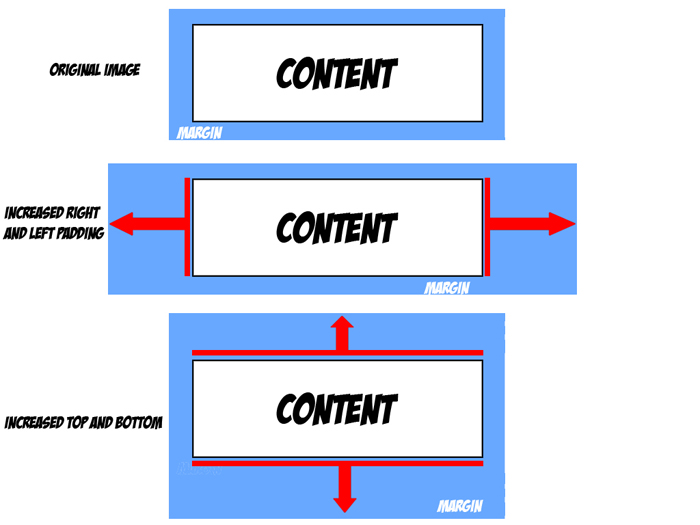 CONTENT
ORIGINAL IMAGE
MARGIN
INCREASED RIGHT
AND LEFT PADDING
CONTENT
MARGIN
CONTENT
INCREASED TOP AND BOTTOM
MARGIN